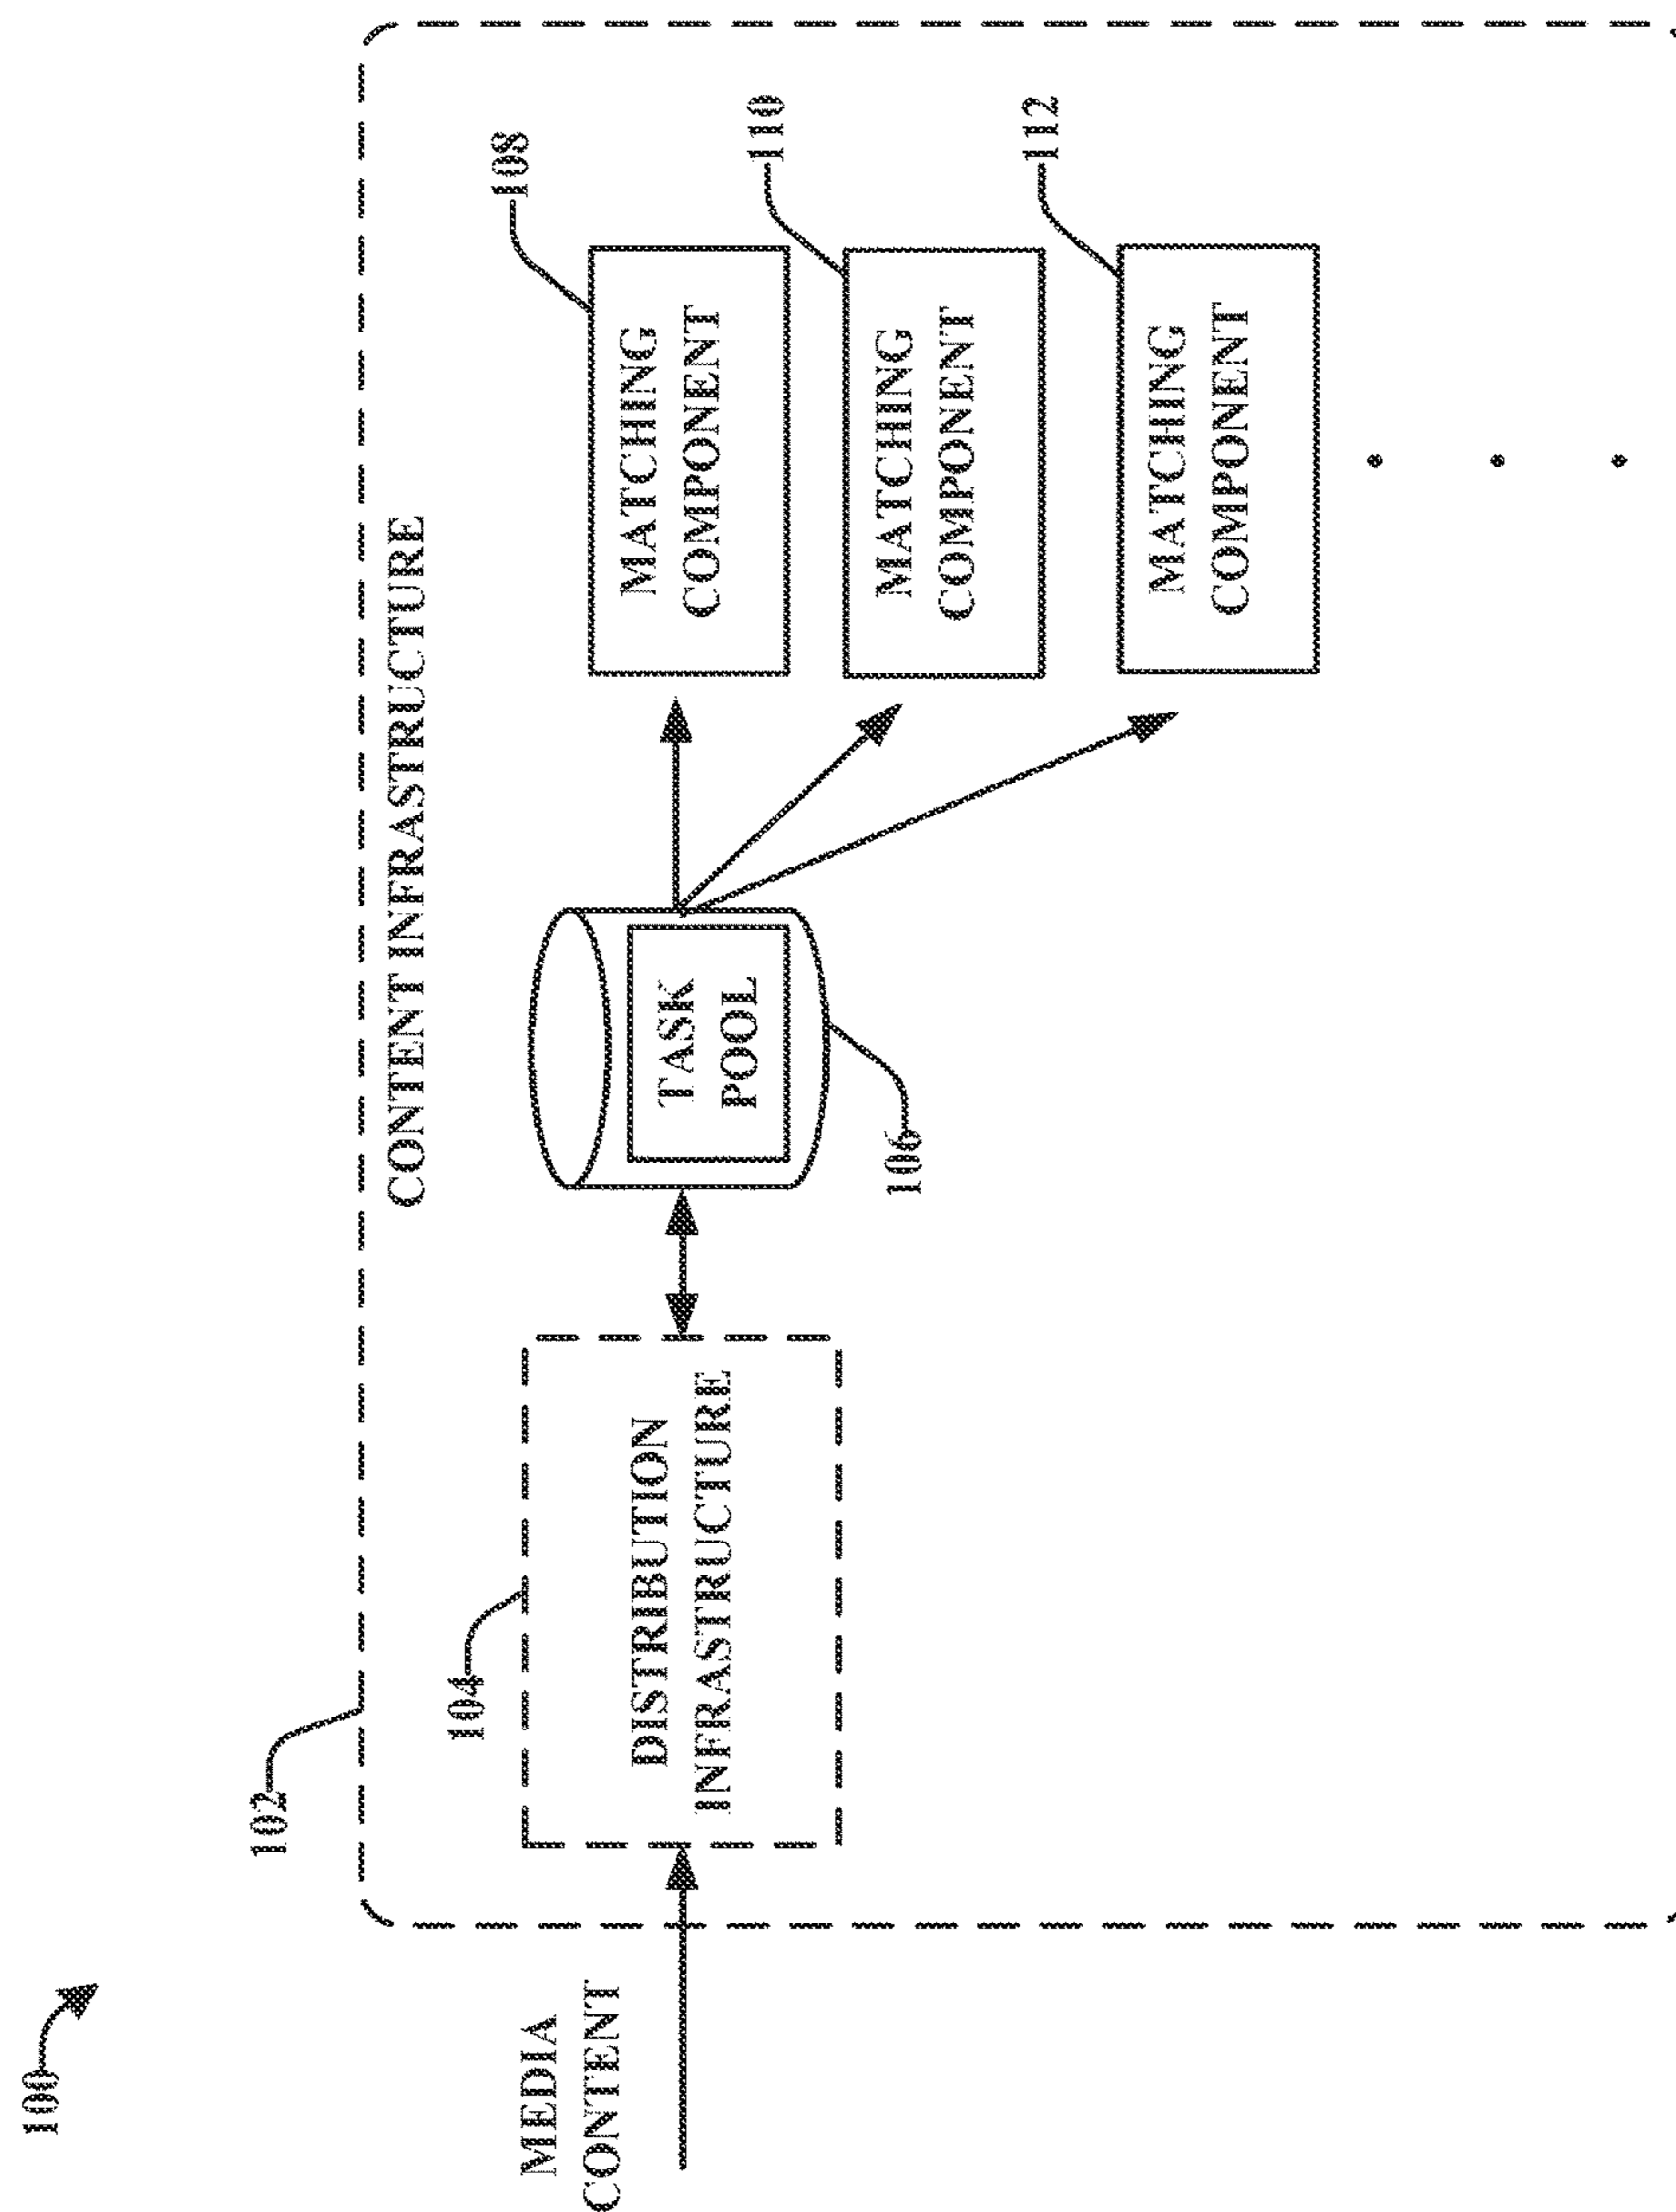 100
102
CONTENT INFRASTRUCTURE
104
108
MEDIA
CONTENT
DISTRIBUTION
INFRASTRUCTURE
TASK
POOL
106
MATCHING
COMPONENT
110
MATCHING
COMPONENT
112
MATCHING
COMPONENT